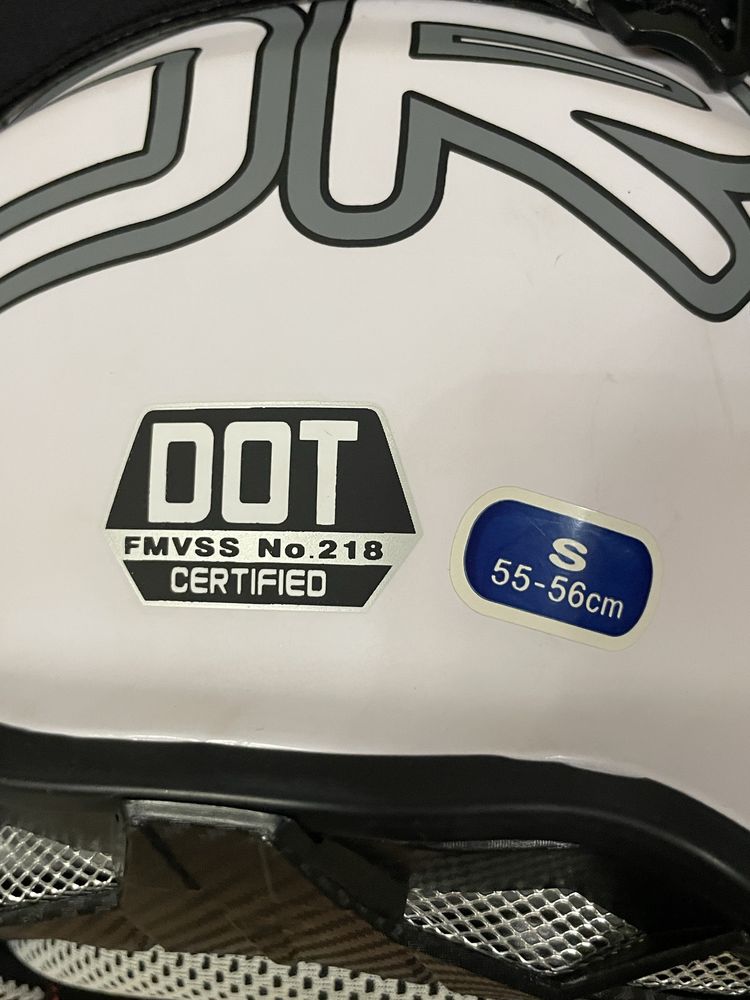 DOT
FMVSS No.218
CERTIFIED
S
55-56cm